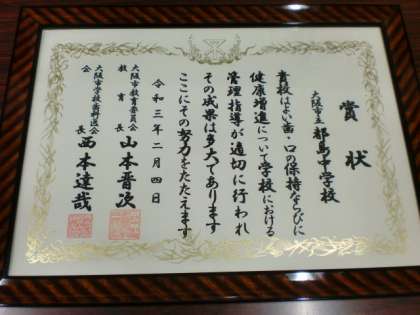 賞状
大阪市立 都島中学校
貴校はよい歯・口の保持ならびに
健康増進について学校における
管理指導が適切に行われ
その成果は多大であります
ここにその努力をたたえます
令和三年二月四日
大阪市教育委員会
教育長 山本晋次
大阪市学校歯科医会
会長 西本達哉